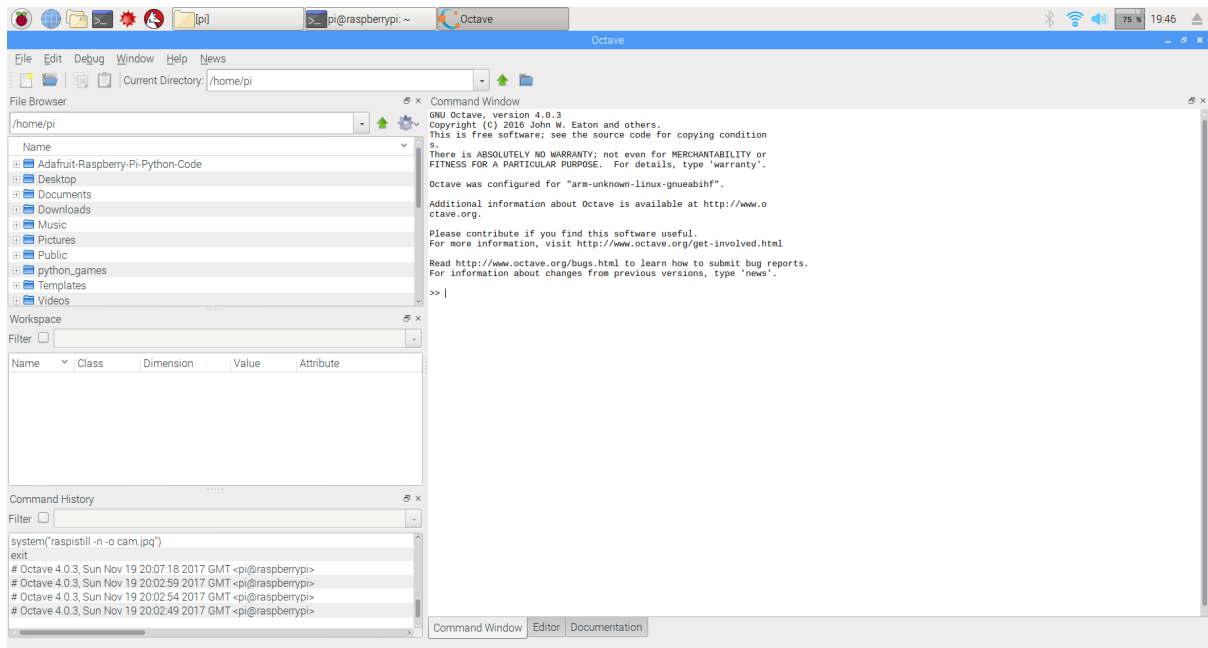 [pi]
pi@raspberrypi: ~
Octave
75 %
19:46
Octave
File Edit Debug Window Help News
Current Directory: /home/pi
File Browser
/home/pi
Name
Adafruit-Raspberry-Pi-Python-Code
Desktop
Documents
Downloads
Music
Pictures
Public
python_games
Templates
Videos
Workspace
Filter
Name Class Dimension Value Attribute
Command History
Filter
system("raspistill -n -o cam.jpg")
exit
# Octave 4.0.3, Sun Nov 19 20:07:18 2017 GMT <pi@raspberrypi>
# Octave 4.0.3, Sun Nov 19 20:02:59 2017 GMT <pi@raspberrypi>
# Octave 4.0.3, Sun Nov 19 20:02:54 2017 GMT <pi@raspberrypi>
# Octave 4.0.3, Sun Nov 19 20:02:49 2017 GMT <pi@raspberrypi>
Command Window
GNU Octave, version 4.0.3
Copyright (C) 2016 John W. Eaton and others.
This is free software; see the source code for copying condition
s.
There is ABSOLUTELY NO WARRANTY; not even for MERCHANTABILITY or
FITNESS FOR A PARTICULAR PURPOSE.  For details, type 'warranty'.
Octave was configured for "arm-unknown-linux-gnueabihf".
Additional information about Octave is available at http://www.o
ctave.org.
Please contribute if you find this software useful.
For more information, visit http://www.octave.org/get-involved.html
Read http://www.octave.org/bugs.html to learn how to submit bug reports.
For information about changes from previous versions, type 'news'.
>>
Command Window Editor Documentation